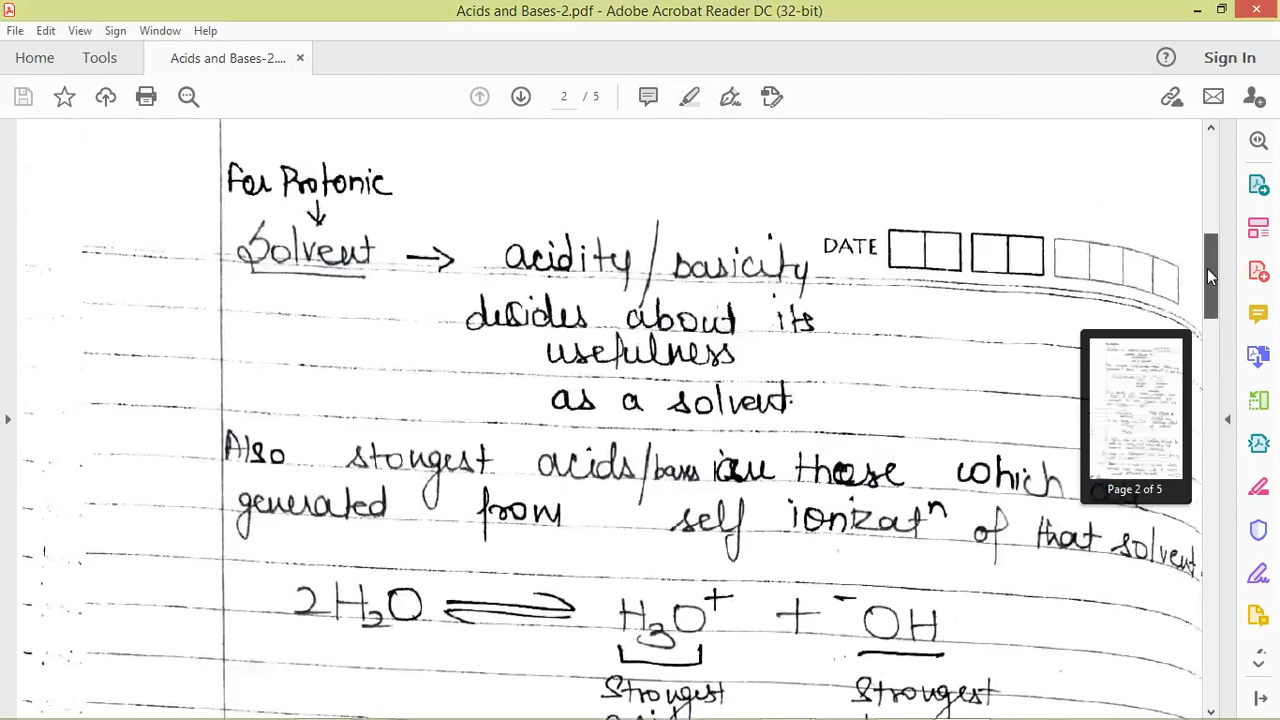 Acids and Bases-2.pdf - Adobe Acrobat Reader DC (32-bit)
File Edit View Sign Window Help
Home Tools Acids and Bases-2.... × Sign In
2 / 5
For Protonic
↓
Solvent → acidity/basicity DATE
decides about its
usefulness
as a solvent.
Also stongest acids/bases are those which
generated from self ionizatⁿ of that solvent.
2H₂O ⇌ H₃O⁺ + ⁻OH
Strongest Strongest
Page 2 of 5